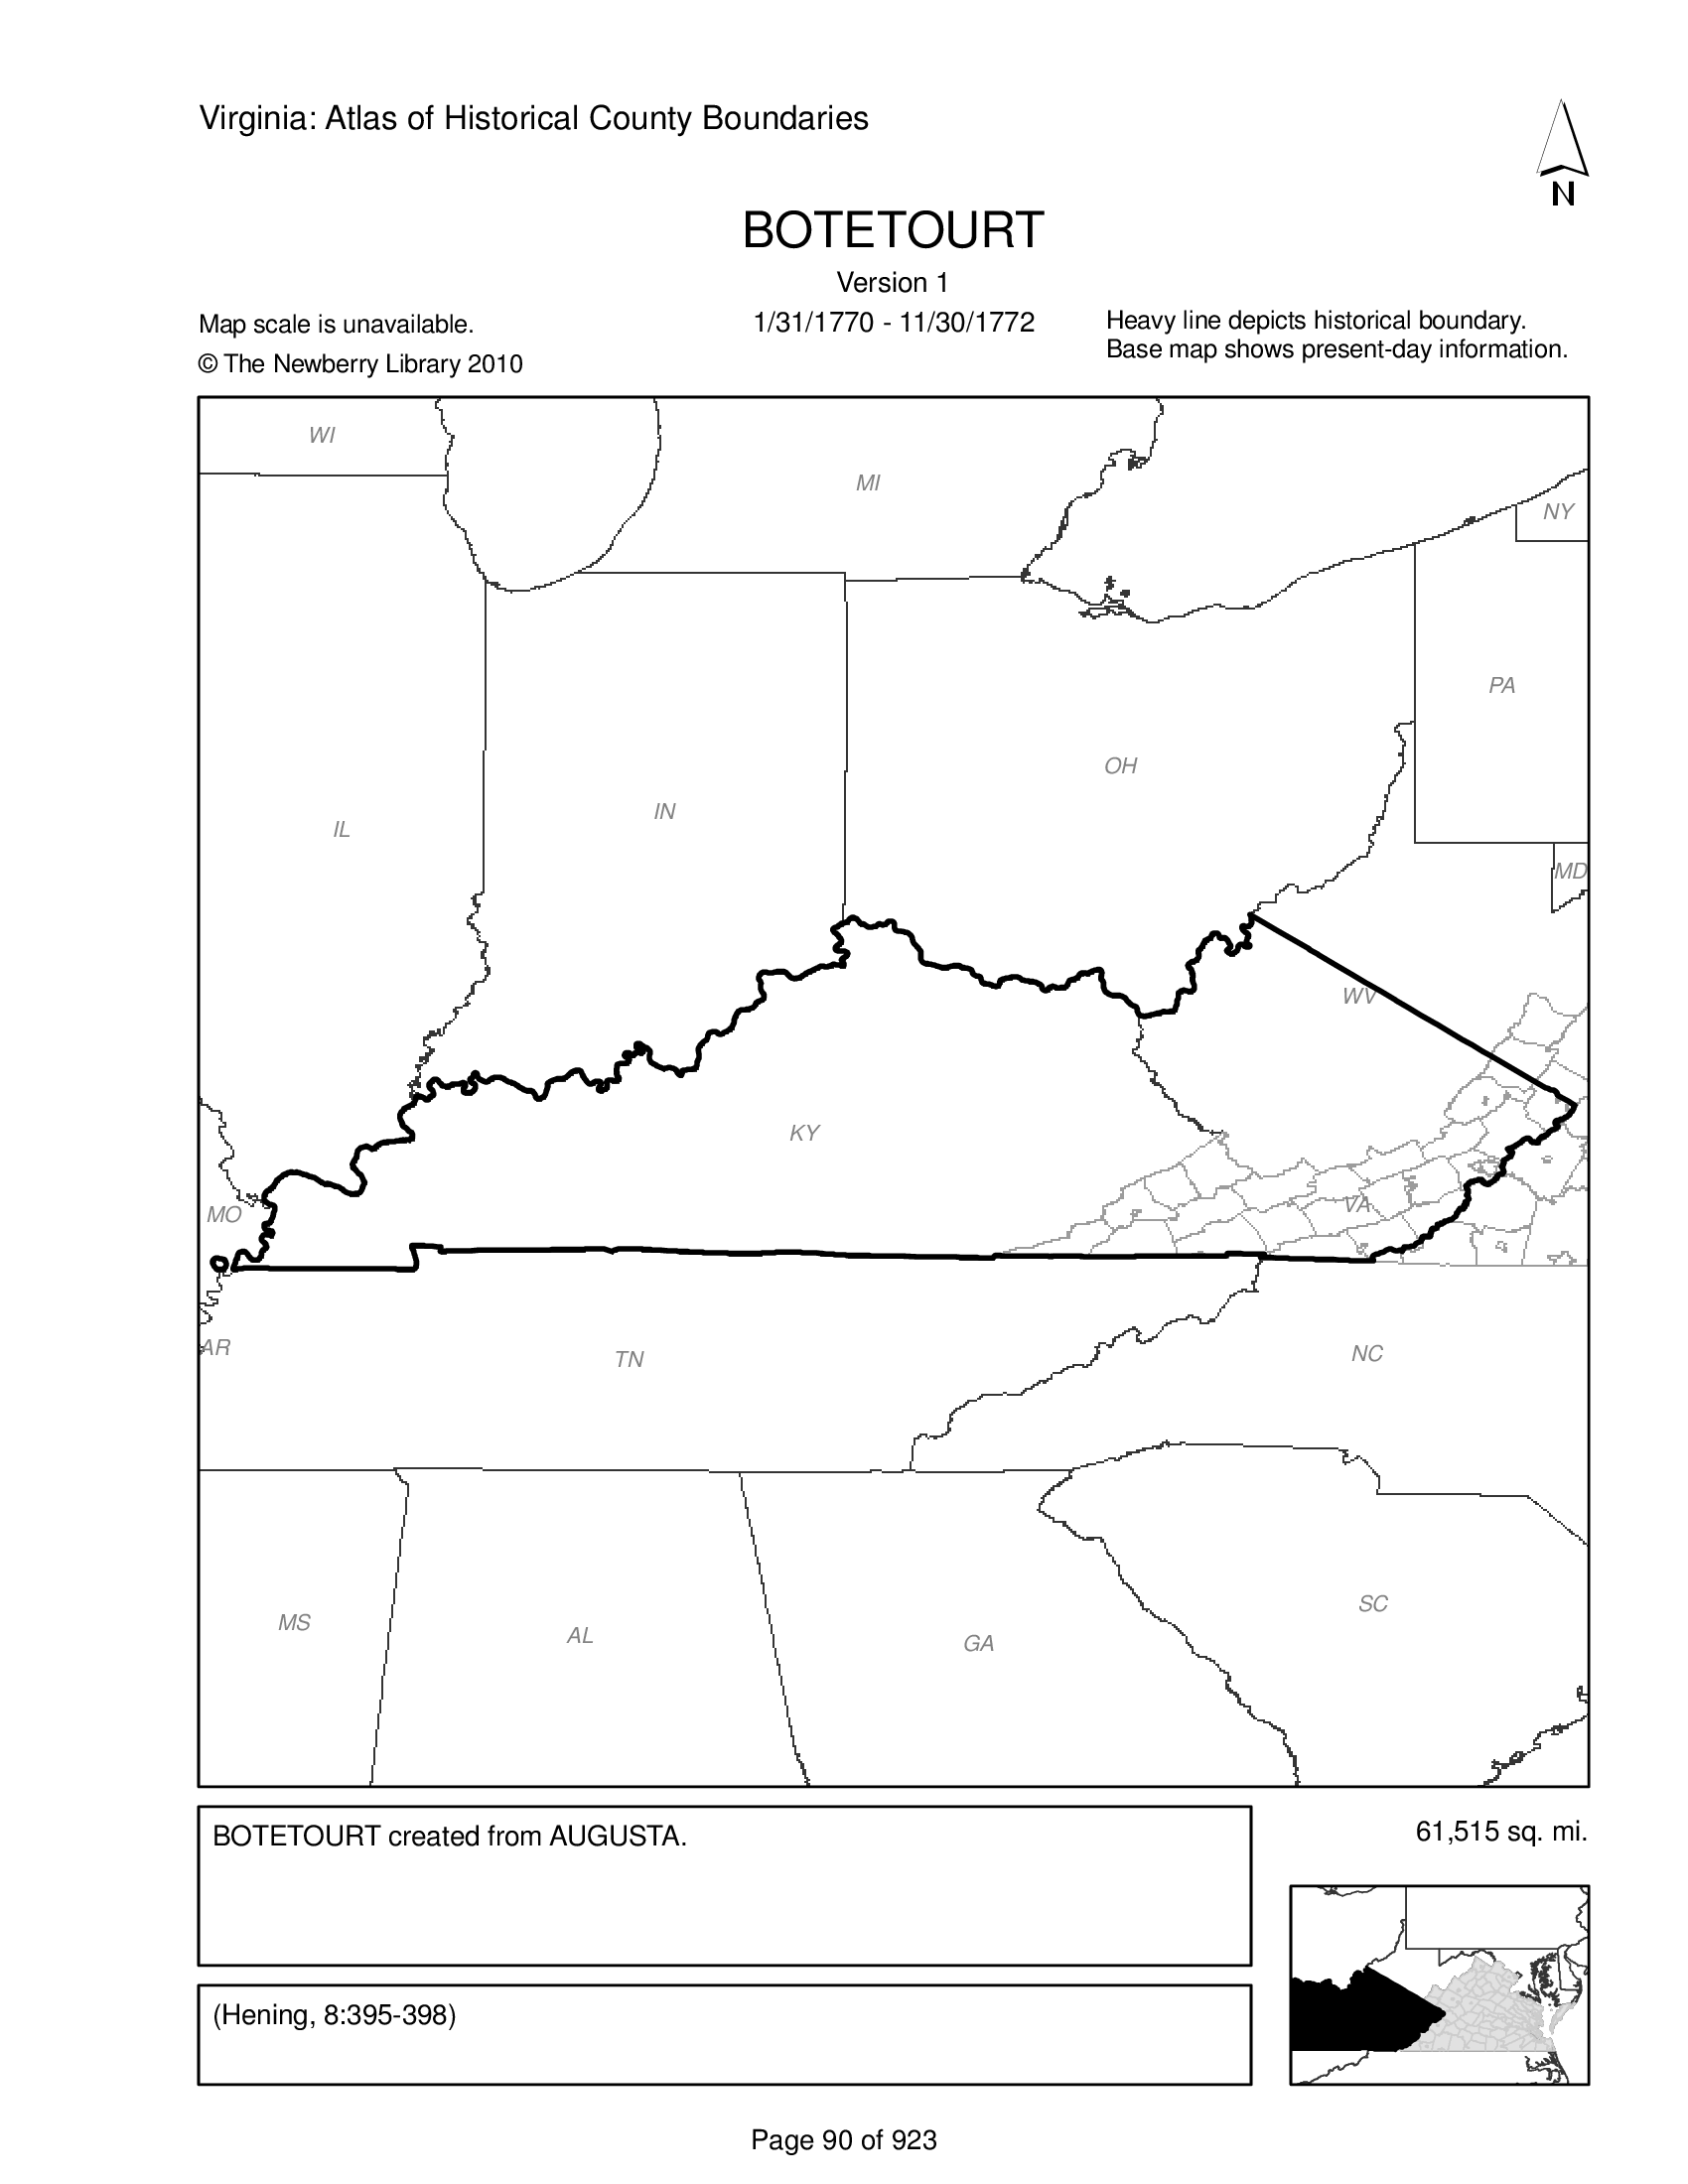 Virginia: Atlas of Historical County Boundaries
N
BOTETOURT
Version 1
Map scale is unavailable.
1/31/1770 - 11/30/1772
Heavy line depicts historical boundary.
© The Newberry Library 2010
Base map shows present-day information.
WI
MI
NY
PA
OH
IN
IL
MD
WV
KY
VA
MO
AR
TN
NC
SC
MS
AL
GA
BOTETOURT created from AUGUSTA.
61,515 sq. mi.
(Hening, 8:395-398)
Page 90 of 923